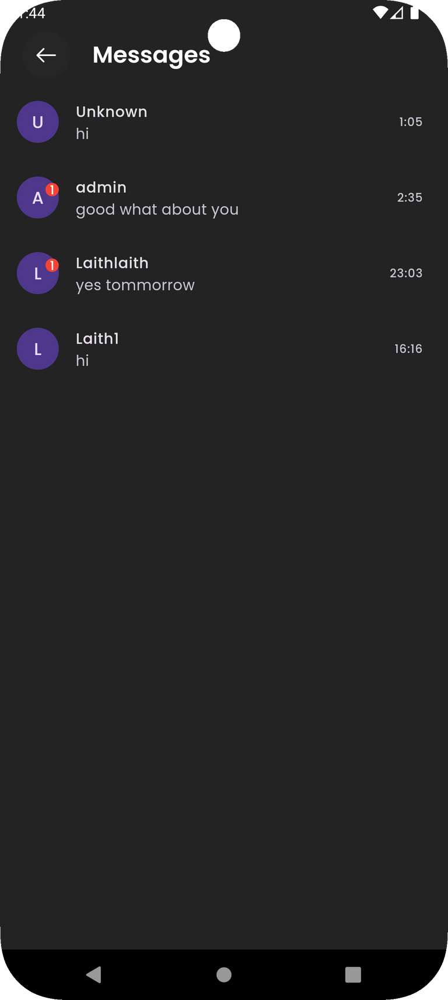 :44
Messages
U
Unknown
hi
1:05
A
1
admin
good what about you
2:35
L
1
Laithlaith
yes tommorrow
23:03
L
Laith1
hi
16:16